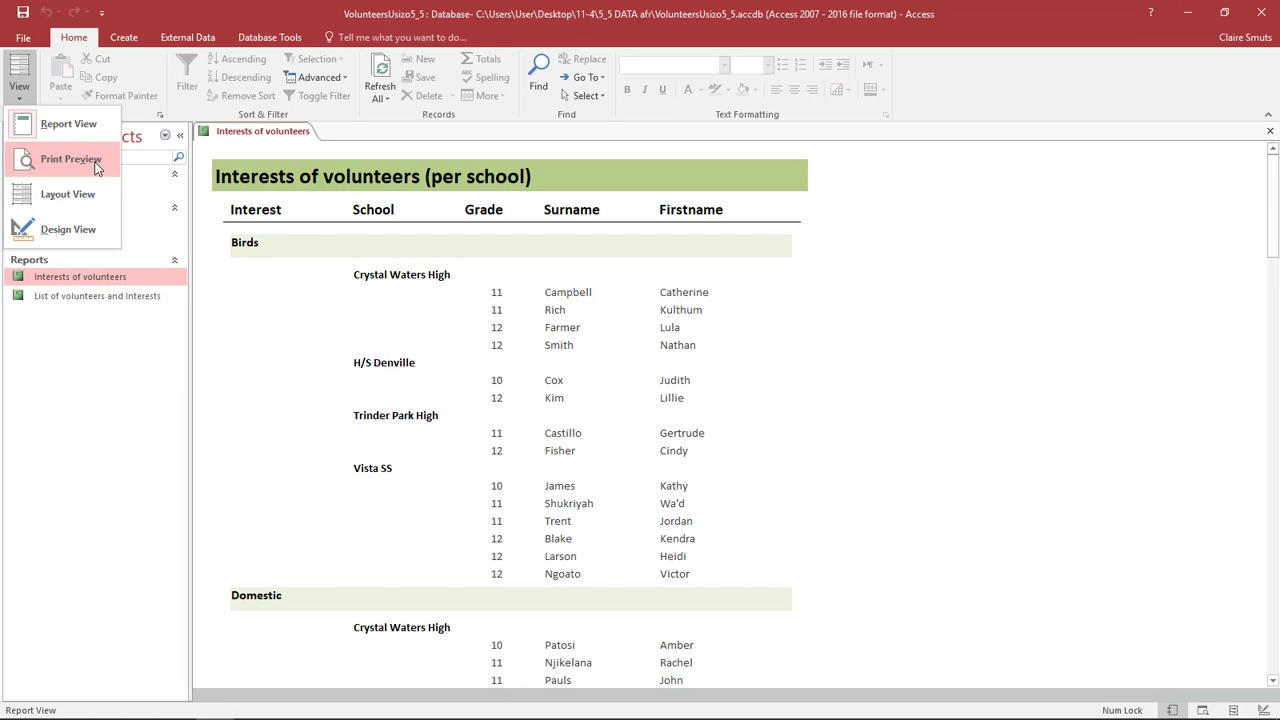 VolunteersUsizo5_5 : Database- C:\Users\User\Desktop\11-4\5_5 DATA afr\VolunteersUsizo5_5.accdb (Access 2007 - 2016 file format) - Access
File Home Create External Data Database Tools Tell me what you want to do... Claire Smuts
View
Paste
Cut
Copy
Format Painter
Filter
Ascending
Descending
Remove Sort
Selection
Advanced
Toggle Filter
Sort & Filter
Refresh All
New
Save
Delete
Totals
Spelling
More
Records
Find
Replace
Go To
Select
Find
B I U A
Text Formatting
Report View
Print Preview
Layout View
Design View
cts
Reports
Interests of volunteers
List of volunteers and Interests
Interests of volunteers
Interests of volunteers (per school)
Interest School Grade Surname Firstname
Birds
Crystal Waters High
11 Campbell Catherine
11 Rich Kulthum
12 Farmer Lula
12 Smith Nathan
H/S Denville
10 Cox Judith
12 Kim Lillie
Trinder Park High
11 Castillo Gertrude
12 Fisher Cindy
Vista SS
10 James Kathy
11 Shukriyah Wa'd
11 Trent Jordan
12 Blake Kendra
12 Larson Heidi
12 Ngoato Victor
Domestic
Crystal Waters High
10 Patosi Amber
11 Njikelana Rachel
11 Pauls John
Report View Num Lock